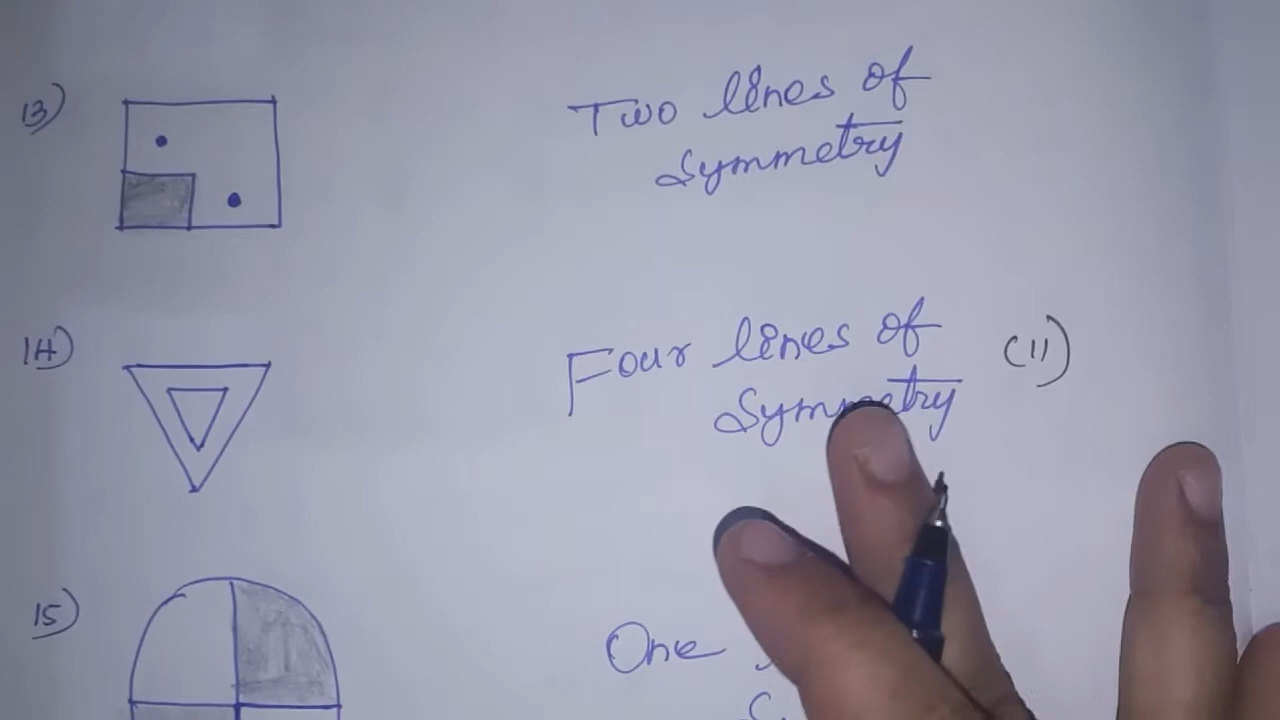 13)
Two lines of
symmetry
14)
Four lines of (11)
Symmetry
15)
One